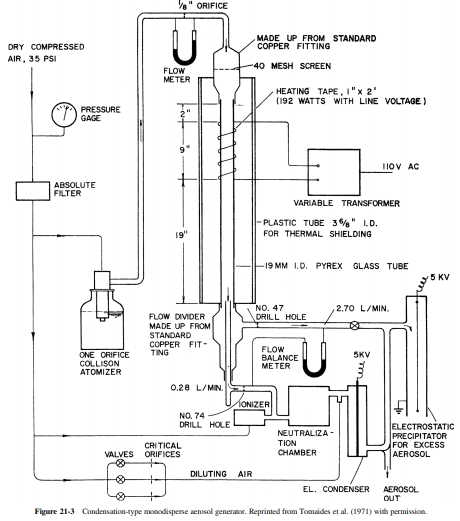 1/8" ORIFICE
DRY COMPRESSED
AIR, 35 PSI
FLOW
METER
MADE UP FROM STANDARD
COPPER FITTING
40 MESH SCREEN
HEATING TAPE, 1" X 2'
(192 WATTS WITH LINE VOLTAGE)
PRESSURE
GAGE
2"
9"
110V AC
VARIABLE TRANSFORMER
ABSOLUTE
FILTER
PLASTIC TUBE 3 6/8" I.D.
FOR THERMAL SHIELDING
19"
19MM I.D. PYREX GLASS TUBE
5 KV
NO. 47
DRILL HOLE
2.70 L/MIN.
FLOW DIVIDER
MADE UP FROM
STANDARD
COPPER FIT-
TING
ONE ORIFICE
COLLISON
ATOMIZER
FLOW
BALANCE
METER
5KV
0.28 L/MIN.
IONIZER
NO. 74
DRILL HOLE
NEUTRALIZA-
TION
CHAMBER
ELECTROSTATIC
PRECIPITATOR
FOR EXCESS
AEROSOL
VALVES
CRITICAL
ORIFICES
DILUTING AIR
EL. CONDENSER
AEROSOL
OUT
Figure 21-3 Condensation-type monodisperse aerosol generator. Reprinted from Tomaides et al. (1971) with permission.